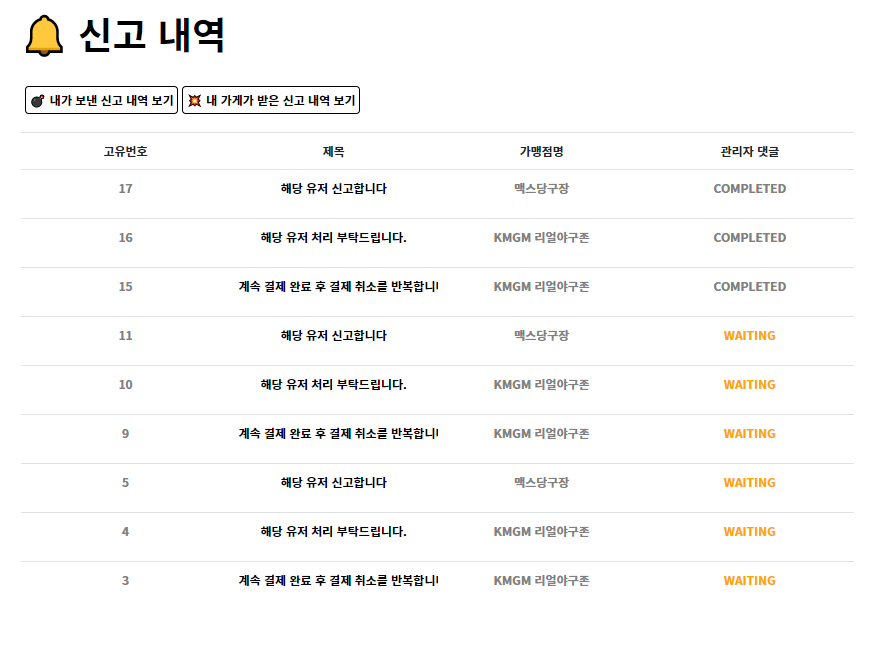 신고 내역
내가 보낸 신고 내역 보기 내 가게가 받은 신고 내역 보기
고유번호 제목 가맹점명 관리자 댓글
17 해당 유저 신고합니다 맥스당구장 COMPLETED
16 해당 유저 처리 부탁드립니다. KMGM 리얼야구존 COMPLETED
15 계속 결제 완료 후 결제 취소를 반복합니 KMGM 리얼야구존 COMPLETED
11 해당 유저 신고합니다 맥스당구장 WAITING
10 해당 유저 처리 부탁드립니다. KMGM 리얼야구존 WAITING
9 계속 결제 완료 후 결제 취소를 반복합니 KMGM 리얼야구존 WAITING
5 해당 유저 신고합니다 맥스당구장 WAITING
4 해당 유저 처리 부탁드립니다. KMGM 리얼야구존 WAITING
3 계속 결제 완료 후 결제 취소를 반복합니 KMGM 리얼야구존 WAITING